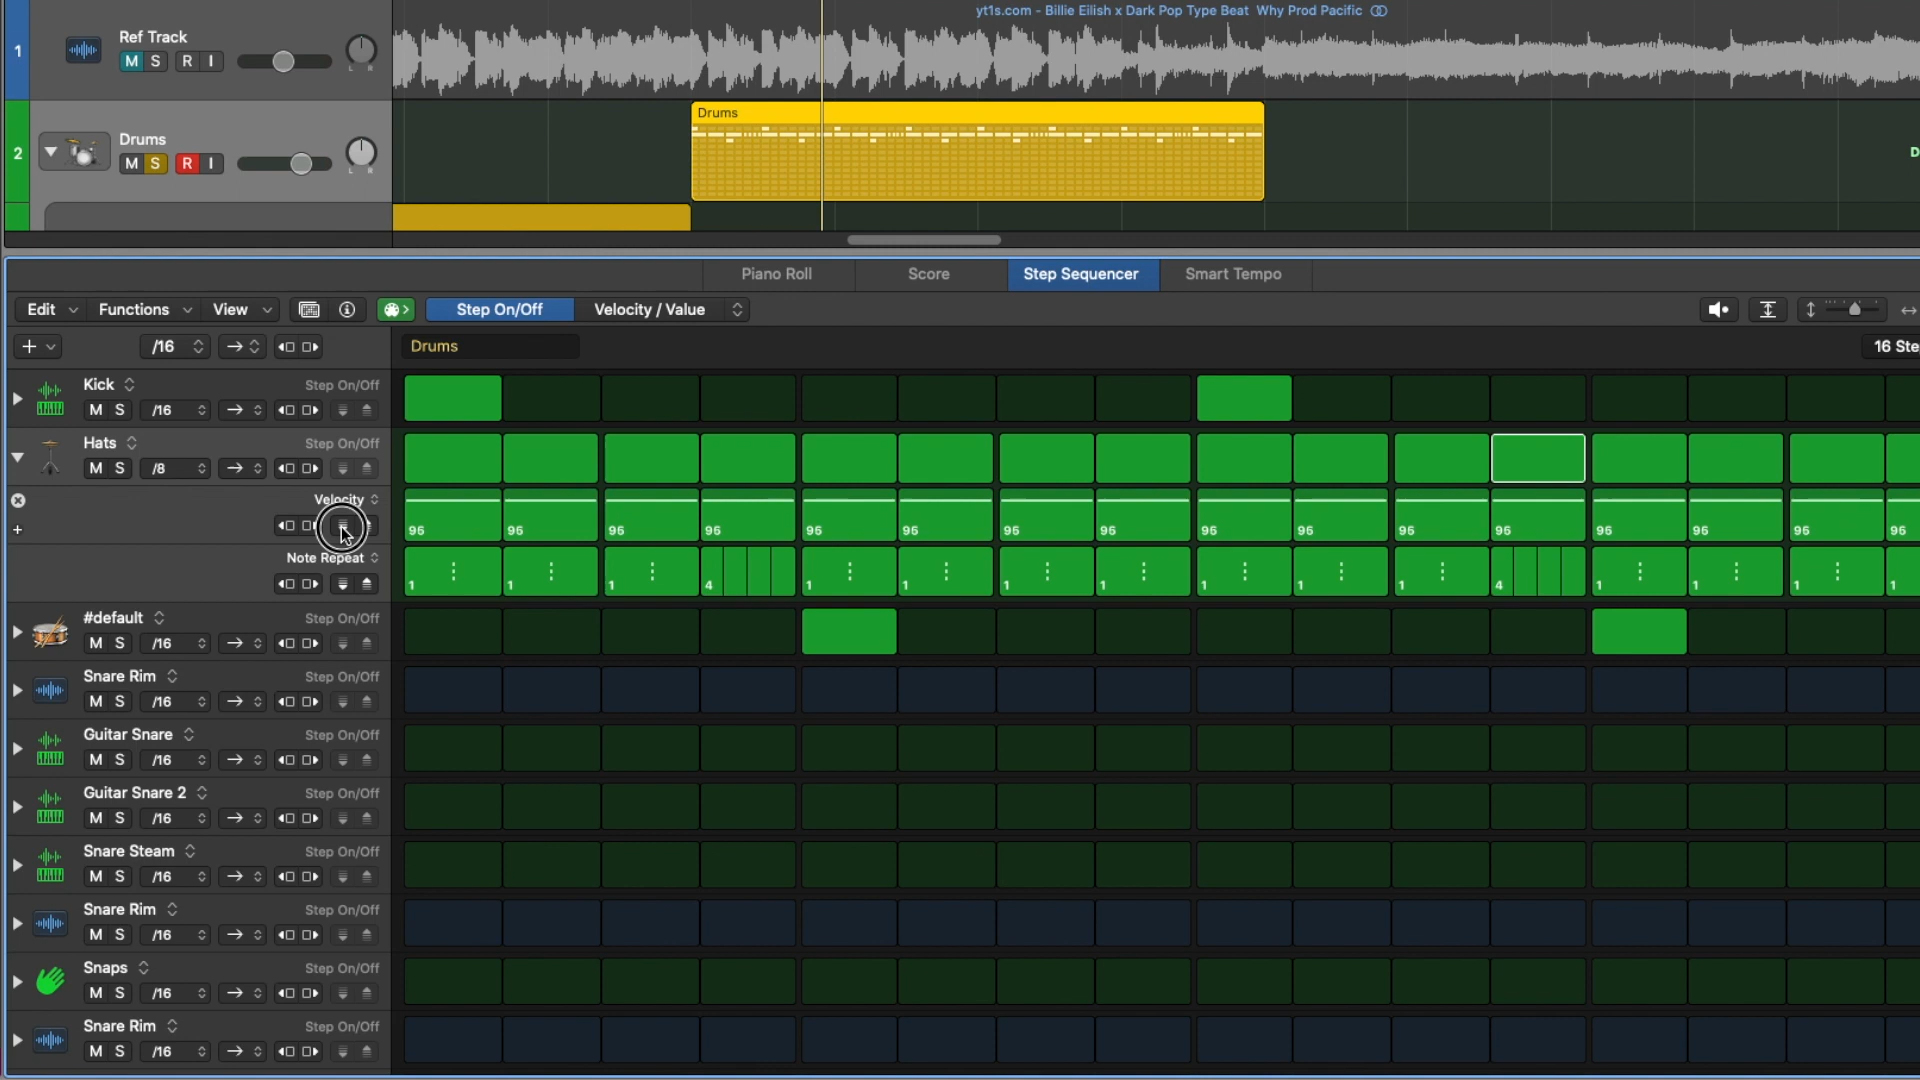 yt1s.com - Billie Eilish x Dark Pop Type Beat Why Prod Pacific
1
Ref Track
M S R I
L R
Drums
2
Drums
M S R I
L R
D
Piano Roll Score Step Sequencer Smart Tempo
Edit Functions View Step On/Off Velocity / Value
+ /16 Drums 16 Ste
Kick Step On/Off
M S /16
Hats Step On/Off
M S /8
Velocity
96 96 96 96 96 96 96 96 96 96 96 96 96 96 96 96
+
Note Repeat
1 1 1 4 1 1 1 1 1 1 1 4 1 1 1 1
#default Step On/Off
M S /16
Snare Rim Step On/Off
M S /16
Guitar Snare Step On/Off
M S /16
Guitar Snare 2 Step On/Off
M S /16
Snare Steam Step On/Off
M S /16
Snare Rim Step On/Off
M S /16
Snaps Step On/Off
M S /16
Snare Rim Step On/Off
M S /16